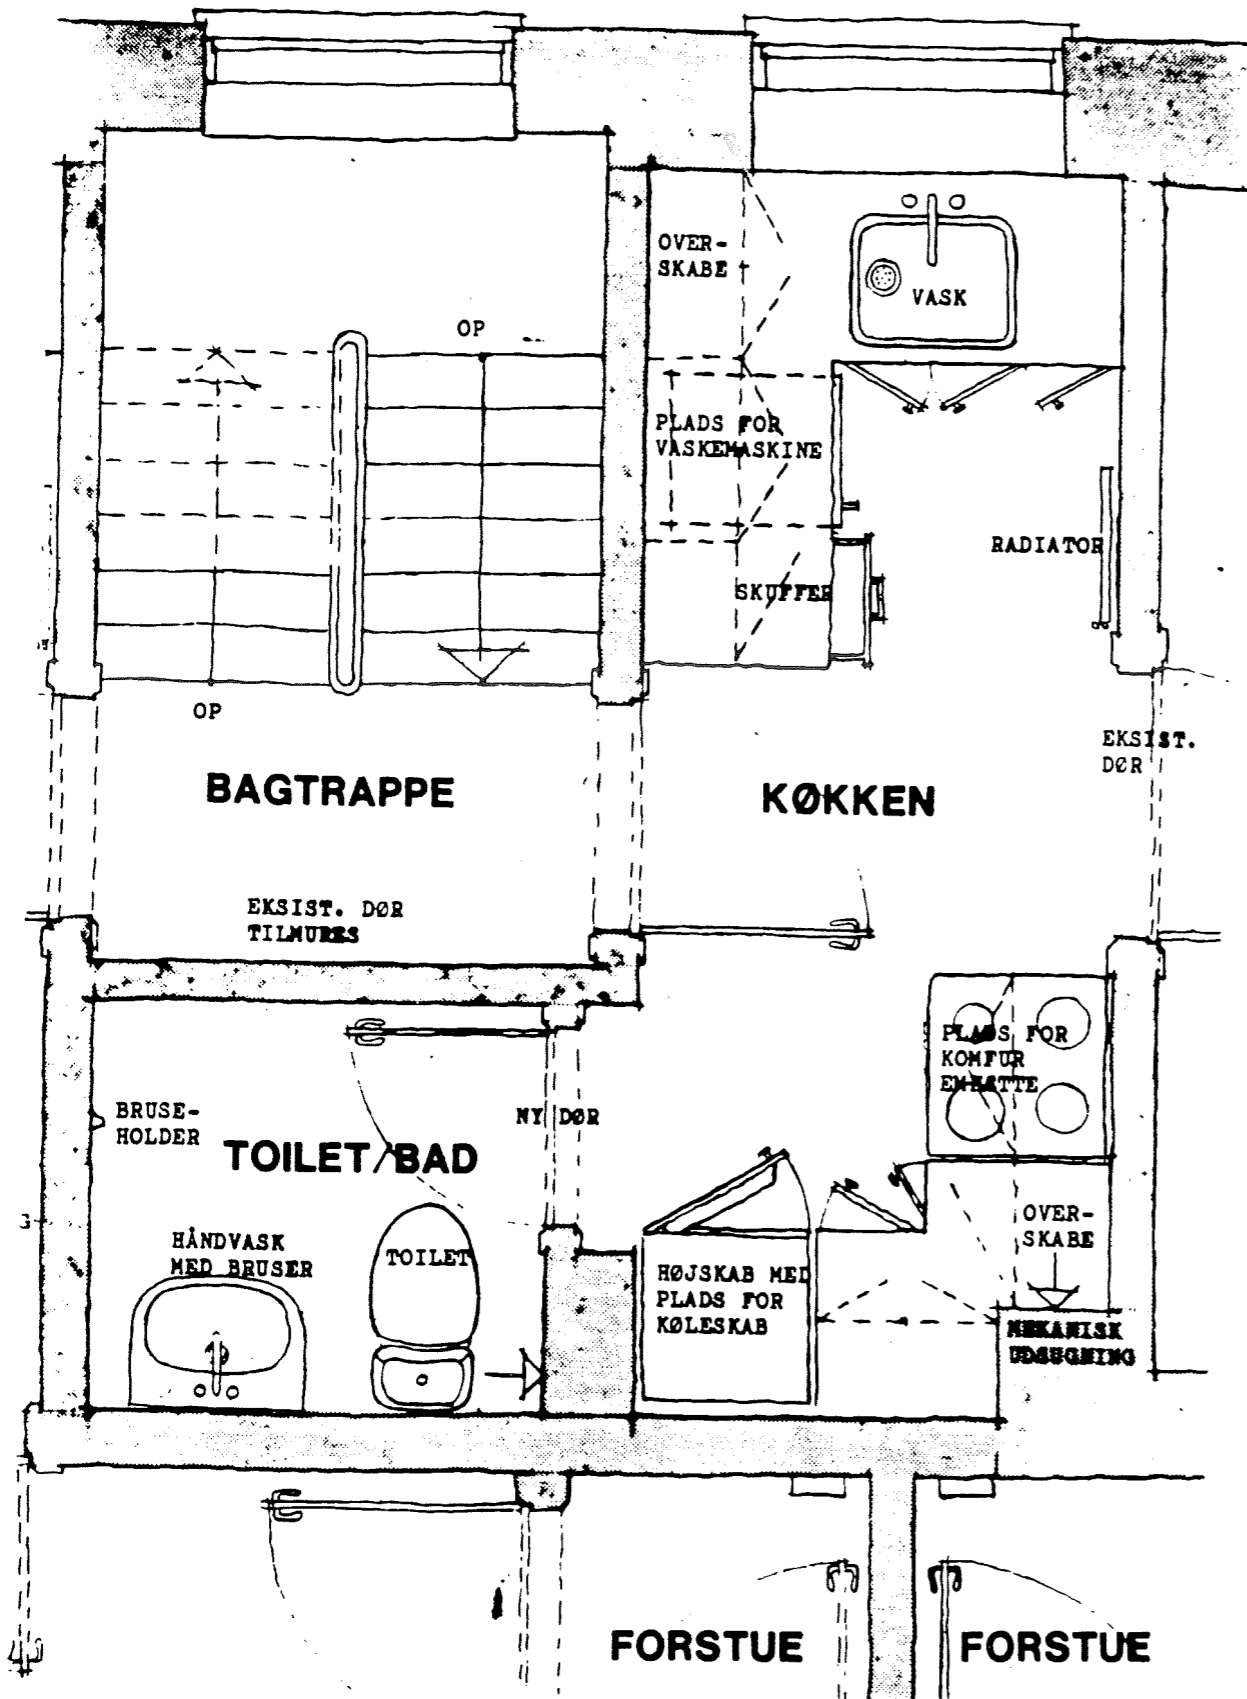 OVER-
SKABE
VASK
OP
PLADS FOR
VASKEMASKINE
RADIATOR
SKUFFER
OP
EKSIST.
DØR
BAGTRAPPE
KØKKEN
EKSIST. DØR
TILMURES
PLADS FOR
KOMFUR
EMHÆTTE
BRUSE-
HOLDER
NY DØR
TOILET/BAD
HÅNDVASK
MED BRUSER
TOILET
OVER-
SKABE
HØJSKAB MED
PLADS FOR
KØLESKAB
MEKANISK
UDSUGNING
FORSTUE
FORSTUE